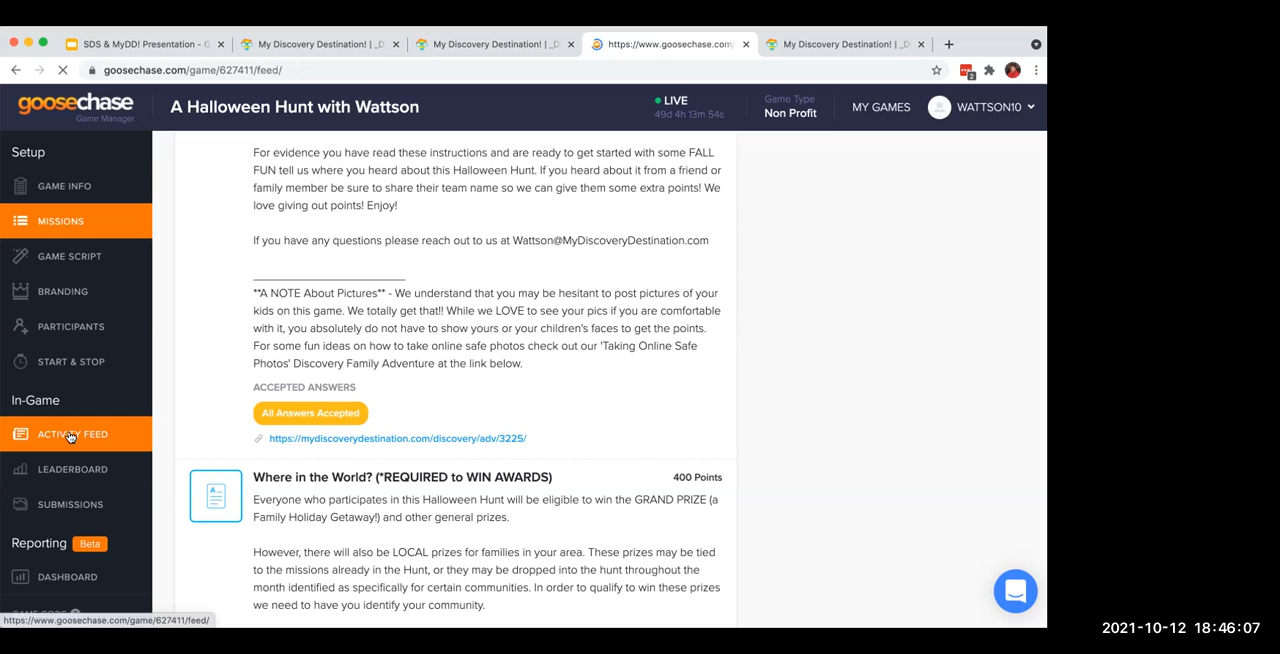 SDS & MyDD! Presentation - G
My Discovery Destination! | _D
My Discovery Destination! | _D
https://www.goosechase.com/
My Discovery Destination! | _D
goosechase.com/game/627411/feed/
2
goosechase
Game Manager
A Halloween Hunt with Wattson
LIVE
49d 4h 13m 54s
Game Type
Non Profit
MY GAMES
WATTSON10
Setup
GAME INFO
MISSIONS
GAME SCRIPT
BRANDING
PARTICIPANTS
START & STOP
In-Game
ACTIVITY FEED
LEADERBOARD
SUBMISSIONS
Reporting Beta
DASHBOARD
https://www.goosechase.com/game/627411/feed/
For evidence you have read these instructions and are ready to get started with some FALL
FUN tell us where you heard about this Halloween Hunt. If you heard about it from a friend or
family member be sure to share their team name so we can give them some extra points! We
love giving out points! Enjoy!
If you have any questions please reach out to us at Wattson@MyDiscoveryDestination.com
**A NOTE About Pictures** - We understand that you may be hesitant to post pictures of your
kids on this game. We totally get that!! While we LOVE to see your pics if you are comfortable
with it, you absolutely do not have to show yours or your children's faces to get the points.
For some fun ideas on how to take online safe photos check out our 'Taking Online Safe
Photos' Discovery Family Adventure at the link below.
ACCEPTED ANSWERS
All Answers Accepted
https://mydiscoverydestination.com/discovery/adv/3225/
Where in the World? (*REQUIRED to WIN AWARDS)
400 Points
Everyone who participates in this Halloween Hunt will be eligible to win the GRAND PRIZE (a
Family Holiday Getaway!) and other general prizes.
However, there will also be LOCAL prizes for families in your area. These prizes may be tied
to the missions already in the Hunt, or they may be dropped into the hunt throughout the
month identified as specifically for certain communities. In order to qualify to win these prizes
we need to have you identify your community.
2021-10-12 18:46:07